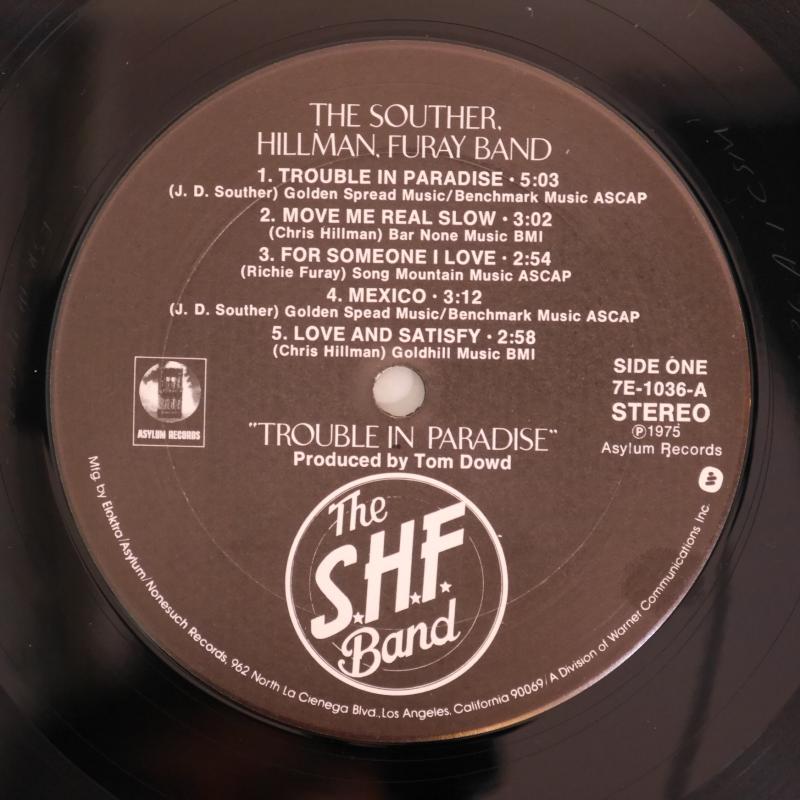 THE SOUTHER,
HILLMAN, FURAY BAND
1. TROUBLE IN PARADISE · 5:03
(J. D. Souther) Golden Spread Music/Benchmark Music ASCAP
2. MOVE ME REAL SLOW · 3:02
(Chris Hillman) Bar None Music BMI
3. FOR SOMEONE I LOVE · 2:54
(Richie Furay) Song Mountain Music ASCAP
4. MEXICO · 3:12
(J. D. Souther) Golden Spead Music/Benchmark Music ASCAP
5. LOVE AND SATISFY · 2:58
(Chris Hillman) Goldhill Music BMI
ASYLUM RECORDS
SIDE ONE
7E-1036-A
STEREO
Ⓟ1975
Asylum Records
"TROUBLE IN PARADISE"
Produced by Tom Dowd
The
S.H.F.
Band
Mfg. by Elektra/Asylum/Nonesuch Records, 962 North La Cienega Blvd., Los Angeles, California 90069/A Division of Warner Communications Inc.